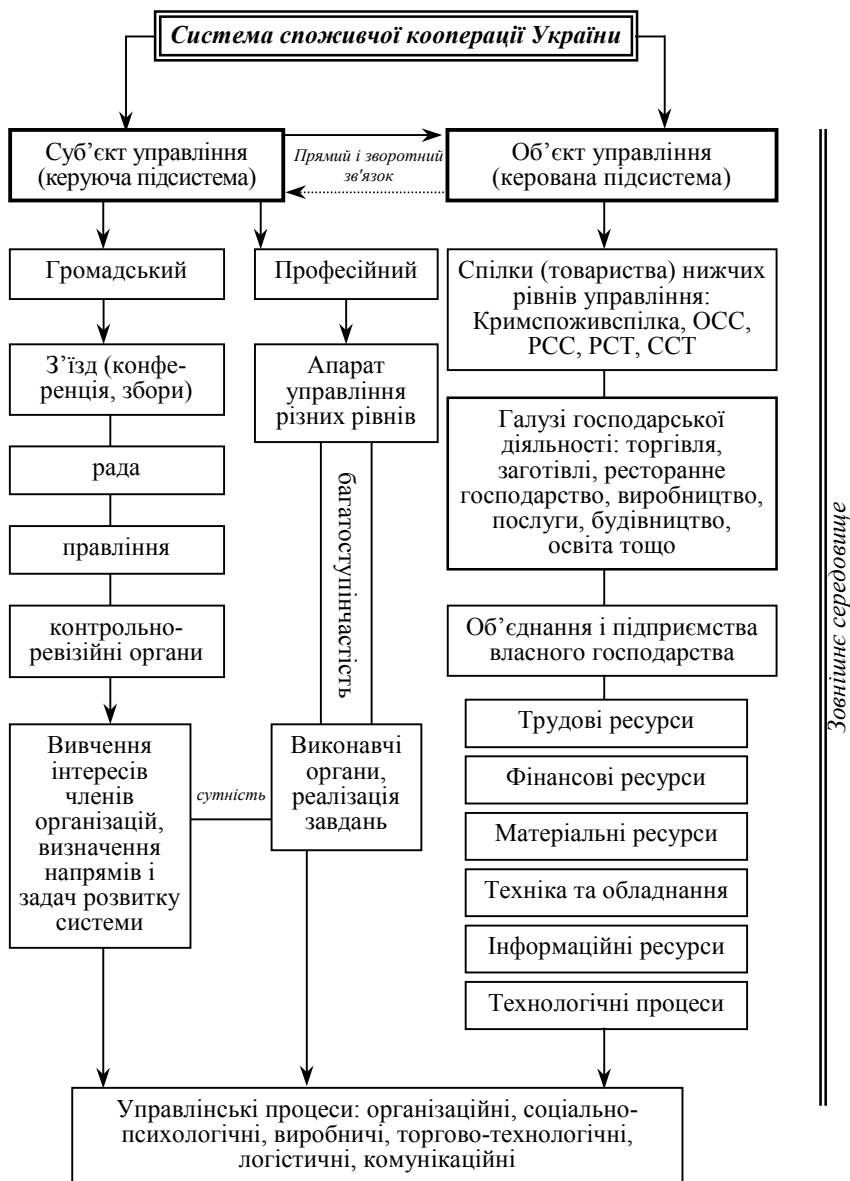 Система споживчої кооперації України
Суб’єкт управління
(керуюча підсистема)
Прямий і зворотний
зв'язок
Об’єкт управління
(керована підсистема)
Громадський
Професійний
Спілки (товариства) нижчих
рівнів управління:
Кримспоживспілка, ОСС,
РСС, РСТ, ССТ
З’їзд (конфе-
ренція, збори)
Апарат
управління
різних рівнів
Галузі господарської
діяльності: торгівля,
заготівлі, ресторанне
господарство, виробництво,
послуги, будівництво,
освіта тощо
рада
правління
контрольно-
ревізійні органи
багатоступінчастість
Об’єднання і підприємства
власного господарства
Вивчення
інтересів
членів
організацій,
визначення
напрямів і
задач розвитку
системи
сутність
Виконавчі
органи,
реалізація
завдань
Трудові ресурси
Фінансові ресурси
Матеріальні ресурси
Техніка та обладнання
Інформаційні ресурси
Технологічні процеси
Зовнішнє середовище
Управлінські процеси: організаційні, соціально-
психологічні, виробничі, торгово-технологічні,
логістичні, комунікаційні